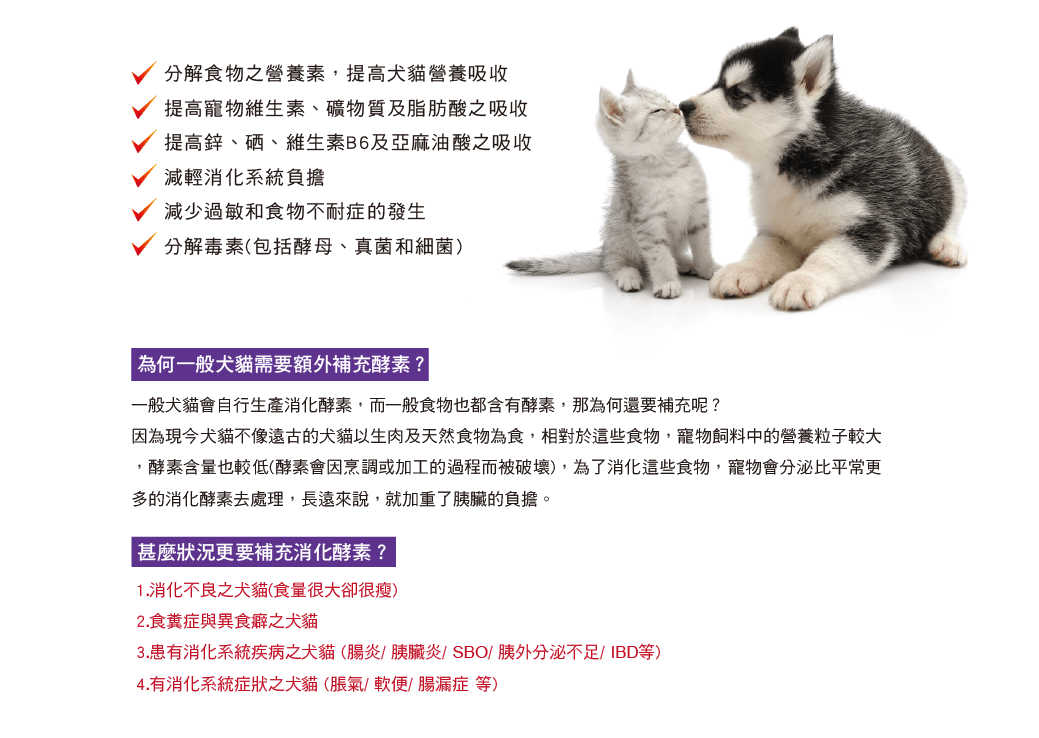 分解食物之營養素，提高犬貓營養吸收
提高寵物維生素、礦物質及脂肪酸之吸收
提高鋅、硒、維生素B6及亞麻油酸之吸收
減輕消化系統負擔
減少過敏和食物不耐症的發生
分解毒素(包括酵母、真菌和細菌)
為何一般犬貓需要額外補充酵素？
一般犬貓會自行生產消化酵素，而一般食物也都含有酵素，那為何還要補充呢？
因為現今犬貓不像遠古的犬貓以生肉及天然食物為食，相對於這些食物，寵物飼料中的營養粒子較大
，酵素含量也較低(酵素會因烹調或加工的過程而被破壞)，為了消化這些食物，寵物會分泌比平常更
多的消化酵素去處理，長遠來說，就加重了胰臟的負擔。
甚麼狀況更要補充消化酵素？
1.消化不良之犬貓(食量很大卻很瘦)
2.食糞症與異食癖之犬貓
3.患有消化系統疾病之犬貓 (腸炎/ 胰臟炎/ SBO/ 胰外分泌不足/ IBD等)
4.有消化系統症狀之犬貓 (脹氣/ 軟便/ 腸漏症 等)